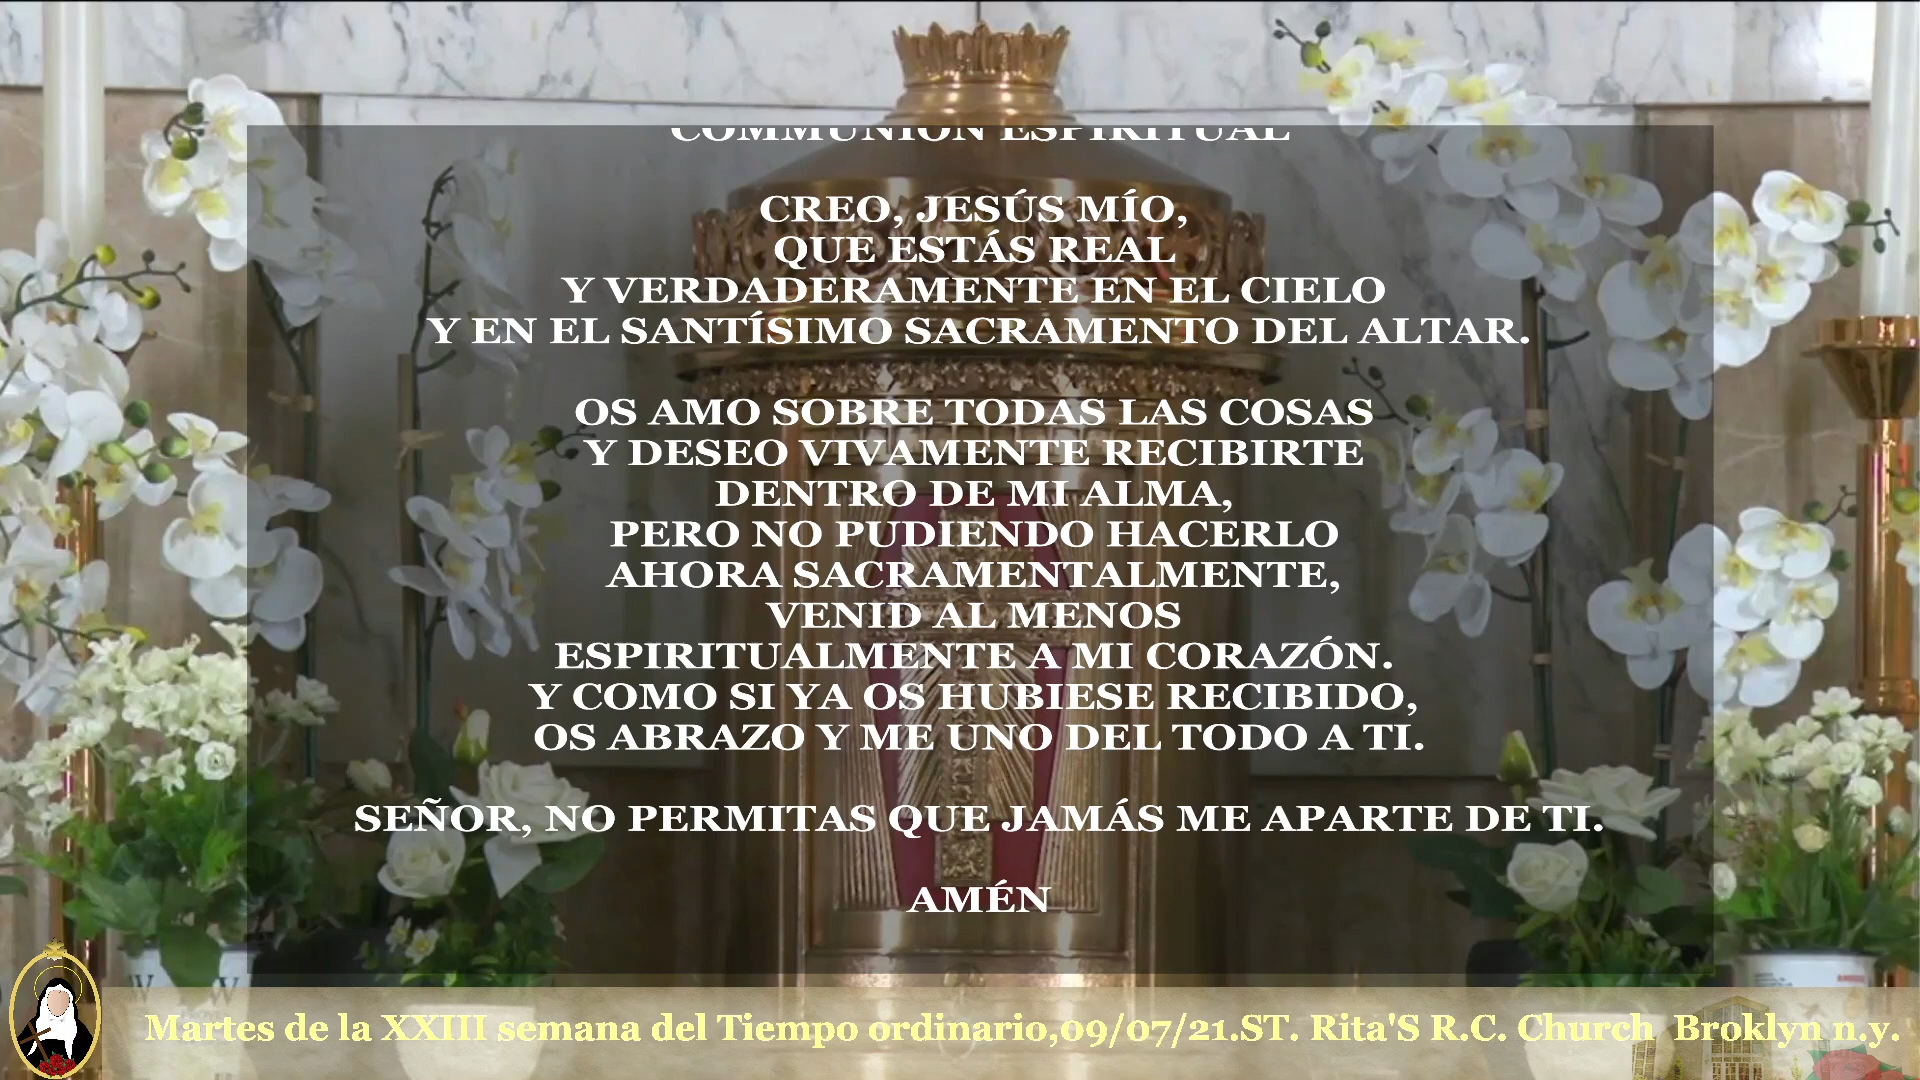 COMMUNION ESPIRITUAL
CREO, JESÚS MÍO,
QUE ESTÁS REAL
Y VERDADERAMENTE EN EL CIELO
Y EN EL SANTÍSIMO SACRAMENTO DEL ALTAR.
OS AMO SOBRE TODAS LAS COSAS
Y DESEO VIVAMENTE RECIBIRTE
DENTRO DE MI ALMA,
PERO NO PUDIENDO HACERLO
AHORA SACRAMENTALMENTE,
VENID AL MENOS
ESPIRITUALMENTE A MI CORAZÓN.
Y COMO SI YA OS HUBIESE RECIBIDO,
OS ABRAZO Y ME UNO DEL TODO A TI.
SEÑOR, NO PERMITAS QUE JAMÁS ME APARTE DE TI.
AMÉN
Martes de la XXIII semana del Tiempo ordinario,09/07/21.ST. Rita'S R.C. Church Broklyn n.y.